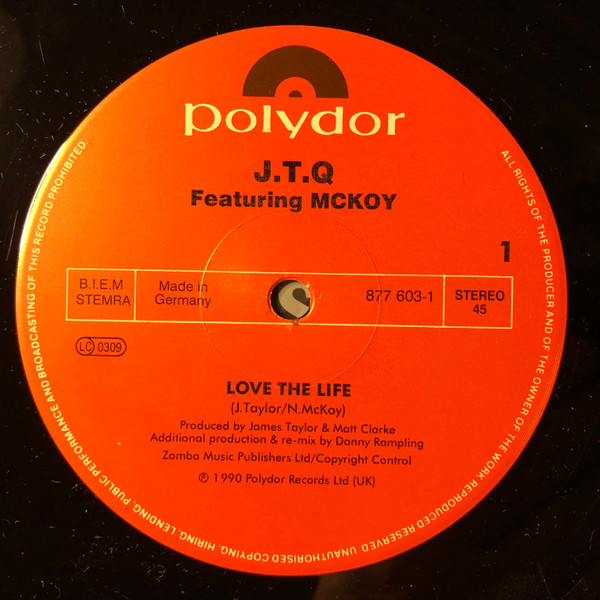 polydor
J.T.Q
Featuring MCKOY
1
B.I.E.M
STEMRA
Made in
Germany
877 603-1
STEREO
45
LC 0309
LOVE THE LIFE
(J.Taylor/N.McKoy)
Produced by James Taylor & Matt Clarke
Additional production & re-mix by Danny Rampling
Zomba Music Publishers Ltd/Copyright Control
℗ 1990 Polydor Records Ltd (UK)
ALL RIGHTS OF THE PRODUCER AND OF THE OWNER OF THE WORK REPRODUCED RESERVED. UNAUTHORISED COPYING, HIRING, LENDING, PUBLIC PERFORMANCE AND BROADCASTING OF THIS RECORD PROHIBITED.